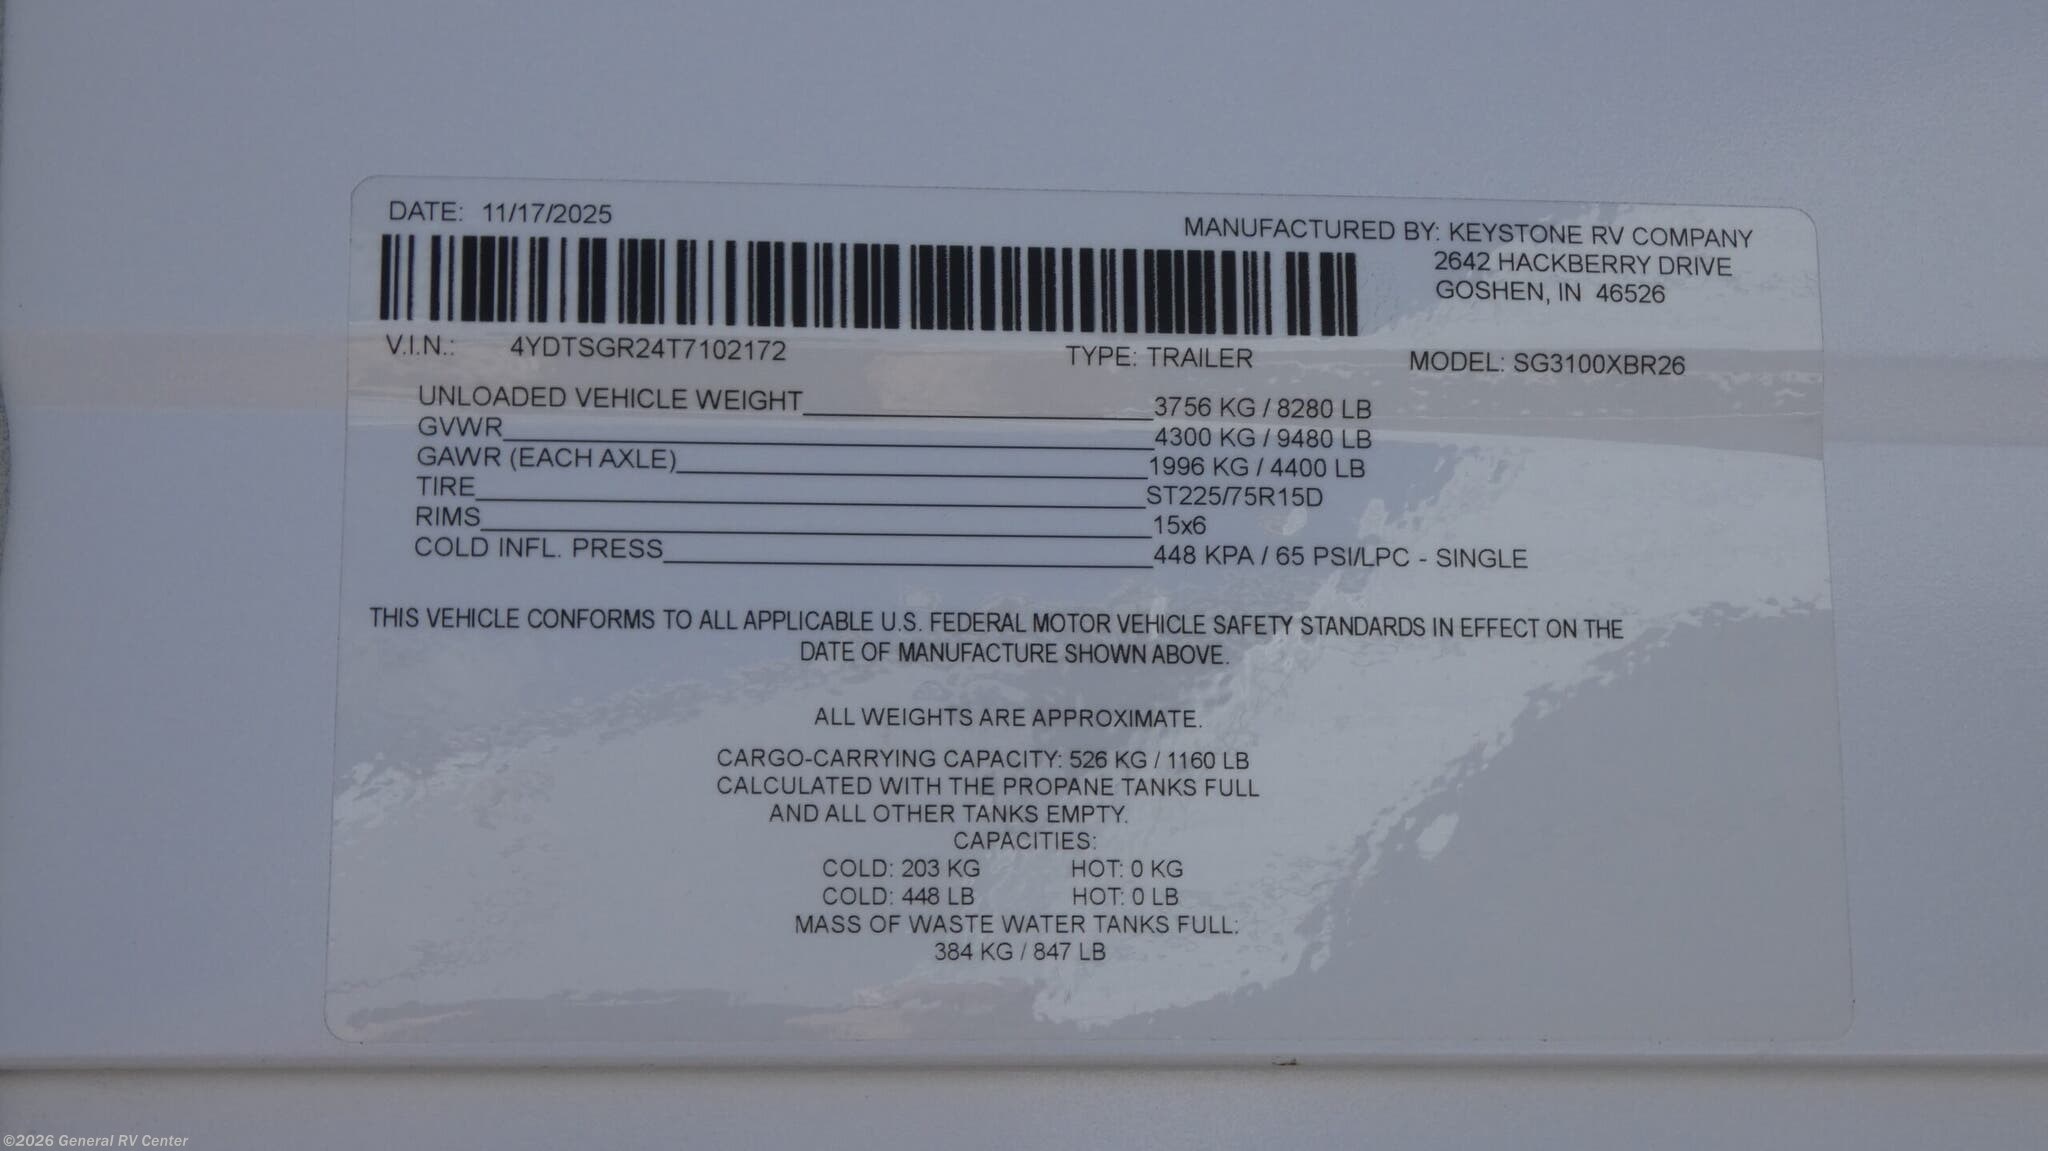 DATE: 11/17/2025
MANUFACTURED BY: KEYSTONE RV COMPANY
2642 HACKBERRY DRIVE
GOSHEN, IN 46526
V.I.N.: 4YDTSGR24T7102172 TYPE: TRAILER MODEL: SG3100XBR26
UNLOADED VEHICLE WEIGHT 3756 KG / 8280 LB
GVWR 4300 KG / 9480 LB
GAWR (EACH AXLE) 1996 KG / 4400 LB
TIRE ST225/75R15D
RIMS 15x6
COLD INFL. PRESS 448 KPA / 65 PSI/LPC - SINGLE
THIS VEHICLE CONFORMS TO ALL APPLICABLE U.S. FEDERAL MOTOR VEHICLE SAFETY STANDARDS IN EFFECT ON THE
DATE OF MANUFACTURE SHOWN ABOVE.
ALL WEIGHTS ARE APPROXIMATE.
CARGO-CARRYING CAPACITY: 526 KG / 1160 LB
CALCULATED WITH THE PROPANE TANKS FULL
AND ALL OTHER TANKS EMPTY.
CAPACITIES:
COLD: 203 KG HOT: 0 KG
COLD: 448 LB HOT: 0 LB
MASS OF WASTE WATER TANKS FULL:
384 KG / 847 LB
©2026 General RV Center